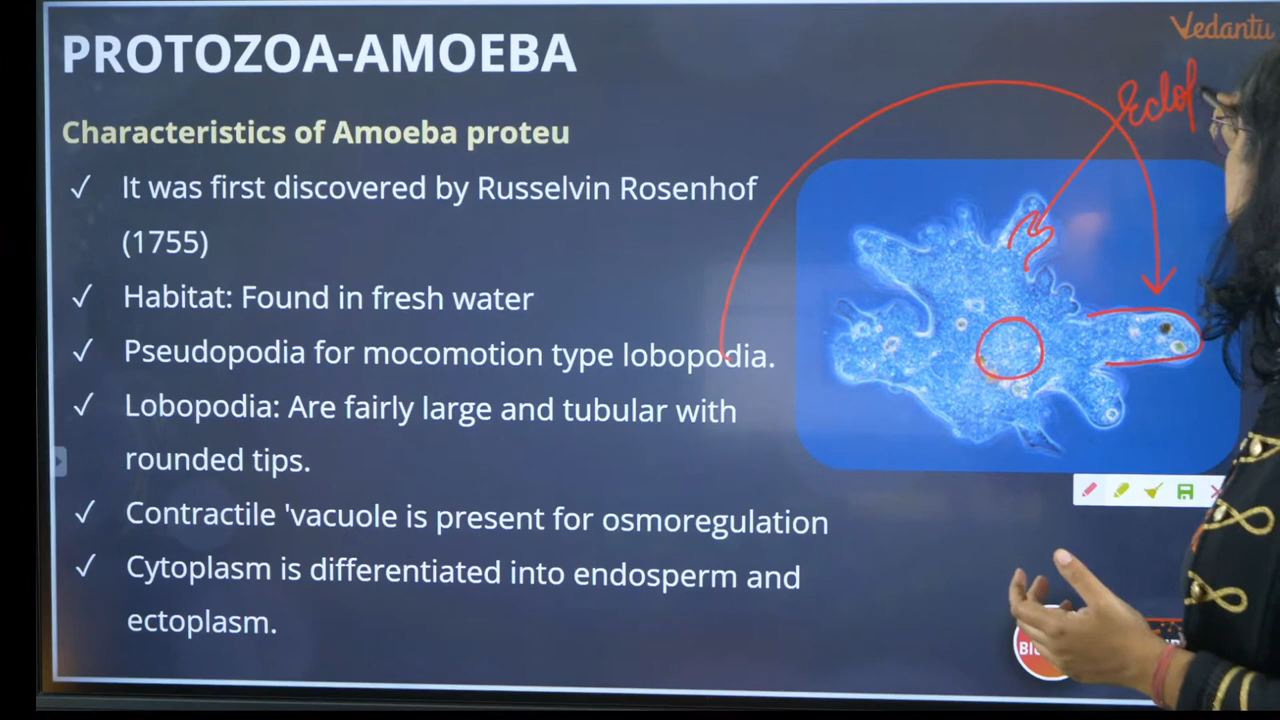 Vedantu
PROTOZOA-AMOEBA
Eclof
Characteristics of Amoeba proteu
✓ It was first discovered by Russelvin Rosenhof
(1755)
✓ Habitat: Found in fresh water
✓ Pseudopodia for mocomotion type lobopodia.
✓ Lobopodia: Are fairly large and tubular with
rounded tips.
✓ Contractile 'vacuole is present for osmoregulation
✓ Cytoplasm is differentiated into endosperm and
ectoplasm.